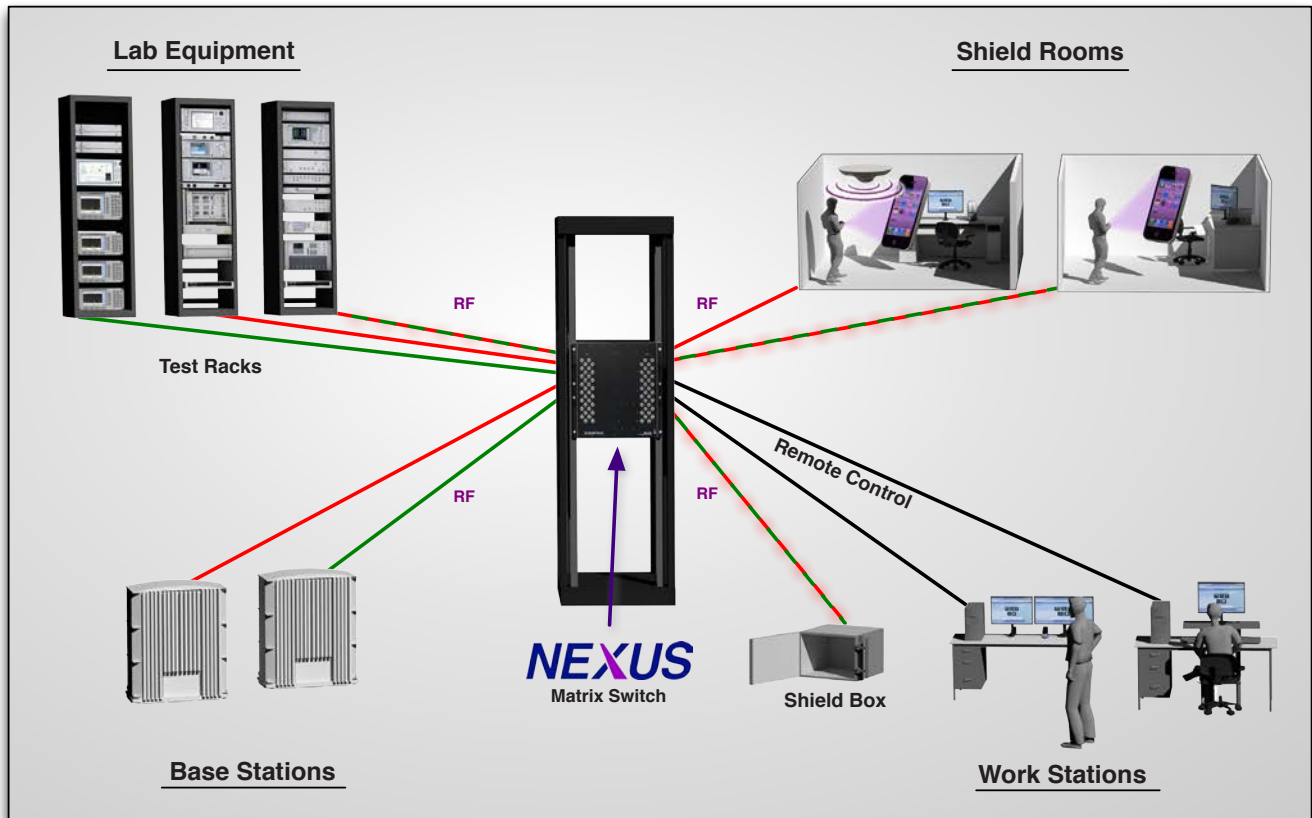 Lab Equipment
Shield Rooms
RF
RF
Test Racks
Remote Control
RF
RF
NEXUS
Matrix Switch
Shield Box
Base Stations
Work Stations